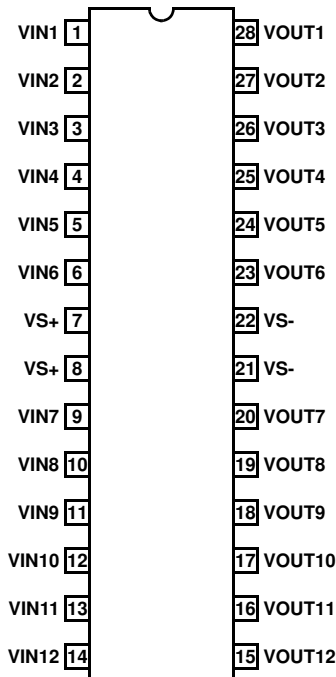 VIN1 1 28 VOUT1
VIN2 2 27 VOUT2
VIN3 3 26 VOUT3
VIN4 4 25 VOUT4
VIN5 5 24 VOUT5
VIN6 6 23 VOUT6
VS+ 7 22 VS-
VS+ 8 21 VS-
VIN7 9 20 VOUT7
VIN8 10 19 VOUT8
VIN9 11 18 VOUT9
VIN10 12 17 VOUT10
VIN11 13 16 VOUT11
VIN12 14 15 VOUT12